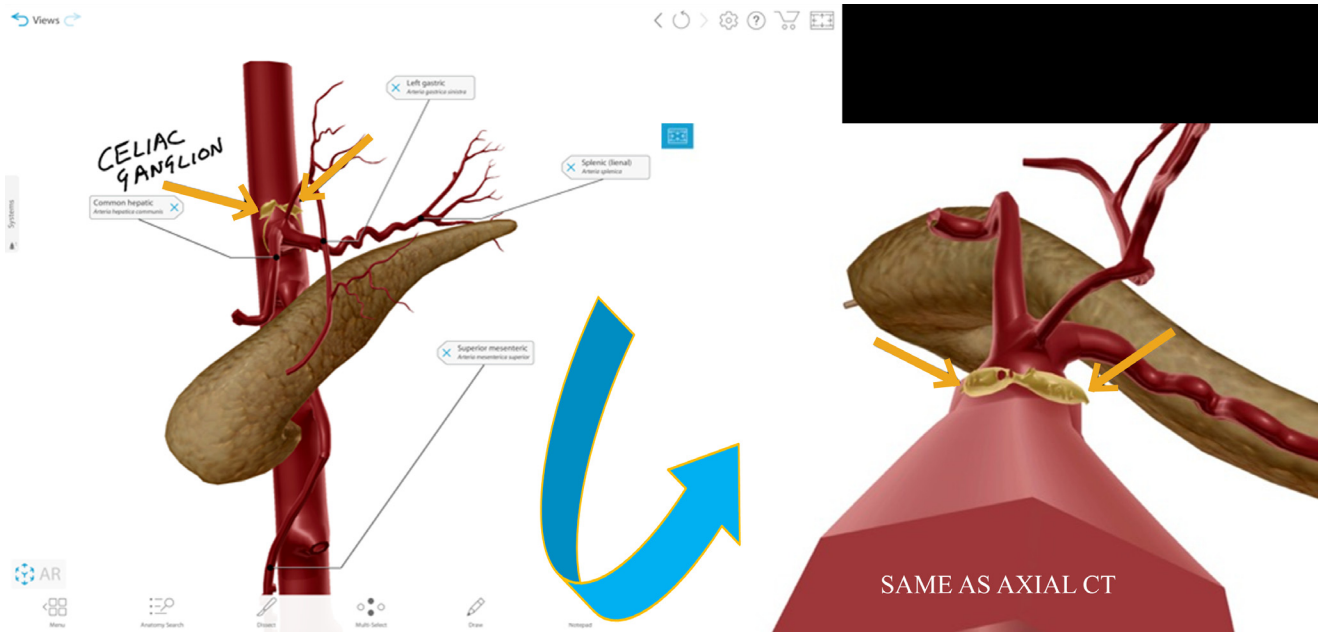 Views
Left gastric
Arteria gastrica sinistra
CELIAC
GANGLION
Splenic (lienal)
Arteria splenica
Common hepatic
Arteria hepatica communis
Systems
Superior mesenteric
Arteria mesenterica superior
AR
SAME AS AXIAL CT
Menu
Anatomy Search
Dissect
Multi-Select
Draw
Notepad